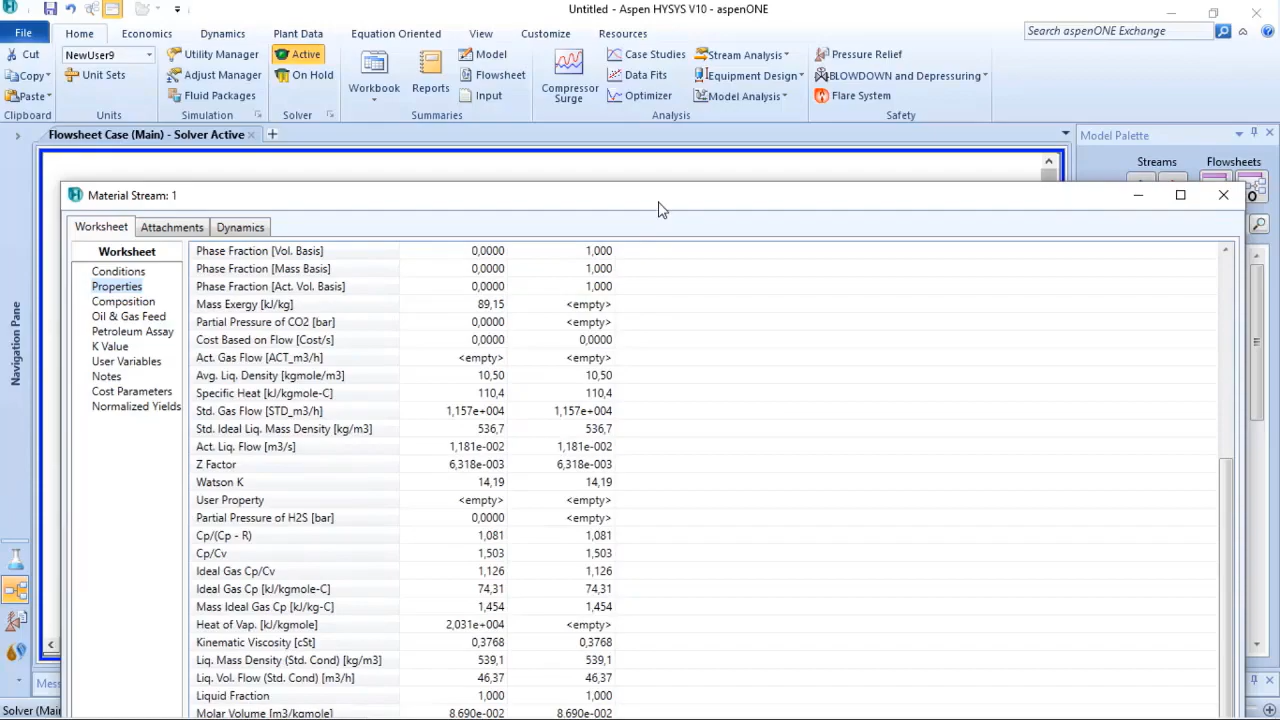 Untitled - Aspen HYSYS V10 - aspenONE
File Home Economics Dynamics Plant Data Equation Oriented View Customize Resources Search aspenONE Exchange
Cut NewUser9 Utility Manager Active Model Case Studies Stream Analysis Pressure Relief
Copy Unit Sets Adjust Manager On Hold Workbook Reports Flowsheet Compressor Surge Data Fits Equipment Design BLOWDOWN and Depressuring
Paste Fluid Packages Input Optimizer Model Analysis Flare System
Clipboard Units Simulation Solver Summaries Analysis Safety
Flowsheet Case (Main) - Solver Active Model Palette
Streams Flowsheets
Material Stream: 1
Worksheet Attachments Dynamics
Worksheet
Conditions
Properties
Composition
Oil & Gas Feed
Petroleum Assay
K Value
User Variables
Notes
Cost Parameters
Normalized Yields
Phase Fraction [Vol. Basis] 0,0000 1,000
Phase Fraction [Mass Basis] 0,0000 1,000
Phase Fraction [Act. Vol. Basis] 0,0000 1,000
Mass Exergy [kJ/kg] 89,15 <empty>
Partial Pressure of CO2 [bar] 0,0000 <empty>
Cost Based on Flow [Cost/s] 0,0000 0,0000
Act. Gas Flow [ACT_m3/h] <empty> <empty>
Avg. Liq. Density [kgmole/m3] 10,50 10,50
Specific Heat [kJ/kgmole-C] 110,4 110,4
Std. Gas Flow [STD_m3/h] 1,157e+004 1,157e+004
Std. Ideal Liq. Mass Density [kg/m3] 536,7 536,7
Act. Liq. Flow [m3/s] 1,181e-002 1,181e-002
Z Factor 6,318e-003 6,318e-003
Watson K 14,19 14,19
User Property <empty> <empty>
Partial Pressure of H2S [bar] 0,0000 <empty>
Cp/(Cp - R) 1,081 1,081
Cp/Cv 1,503 1,503
Ideal Gas Cp/Cv 1,126 1,126
Ideal Gas Cp [kJ/kgmole-C] 74,31 74,31
Mass Ideal Gas Cp [kJ/kg-C] 1,454 1,454
Heat of Vap. [kJ/kgmole] 2,031e+004 <empty>
Kinematic Viscosity [cSt] 0,3768 0,3768
Liq. Mass Density (Std. Cond) [kg/m3] 539,1 539,1
Liq. Vol. Flow (Std. Cond) [m3/h] 46,37 46,37
Liquid Fraction 1,000 1,000
Molar Volume [m3/kgmole] 8,690e-002 8,690e-002
Navigation Pane
Mes
Solver (Mai